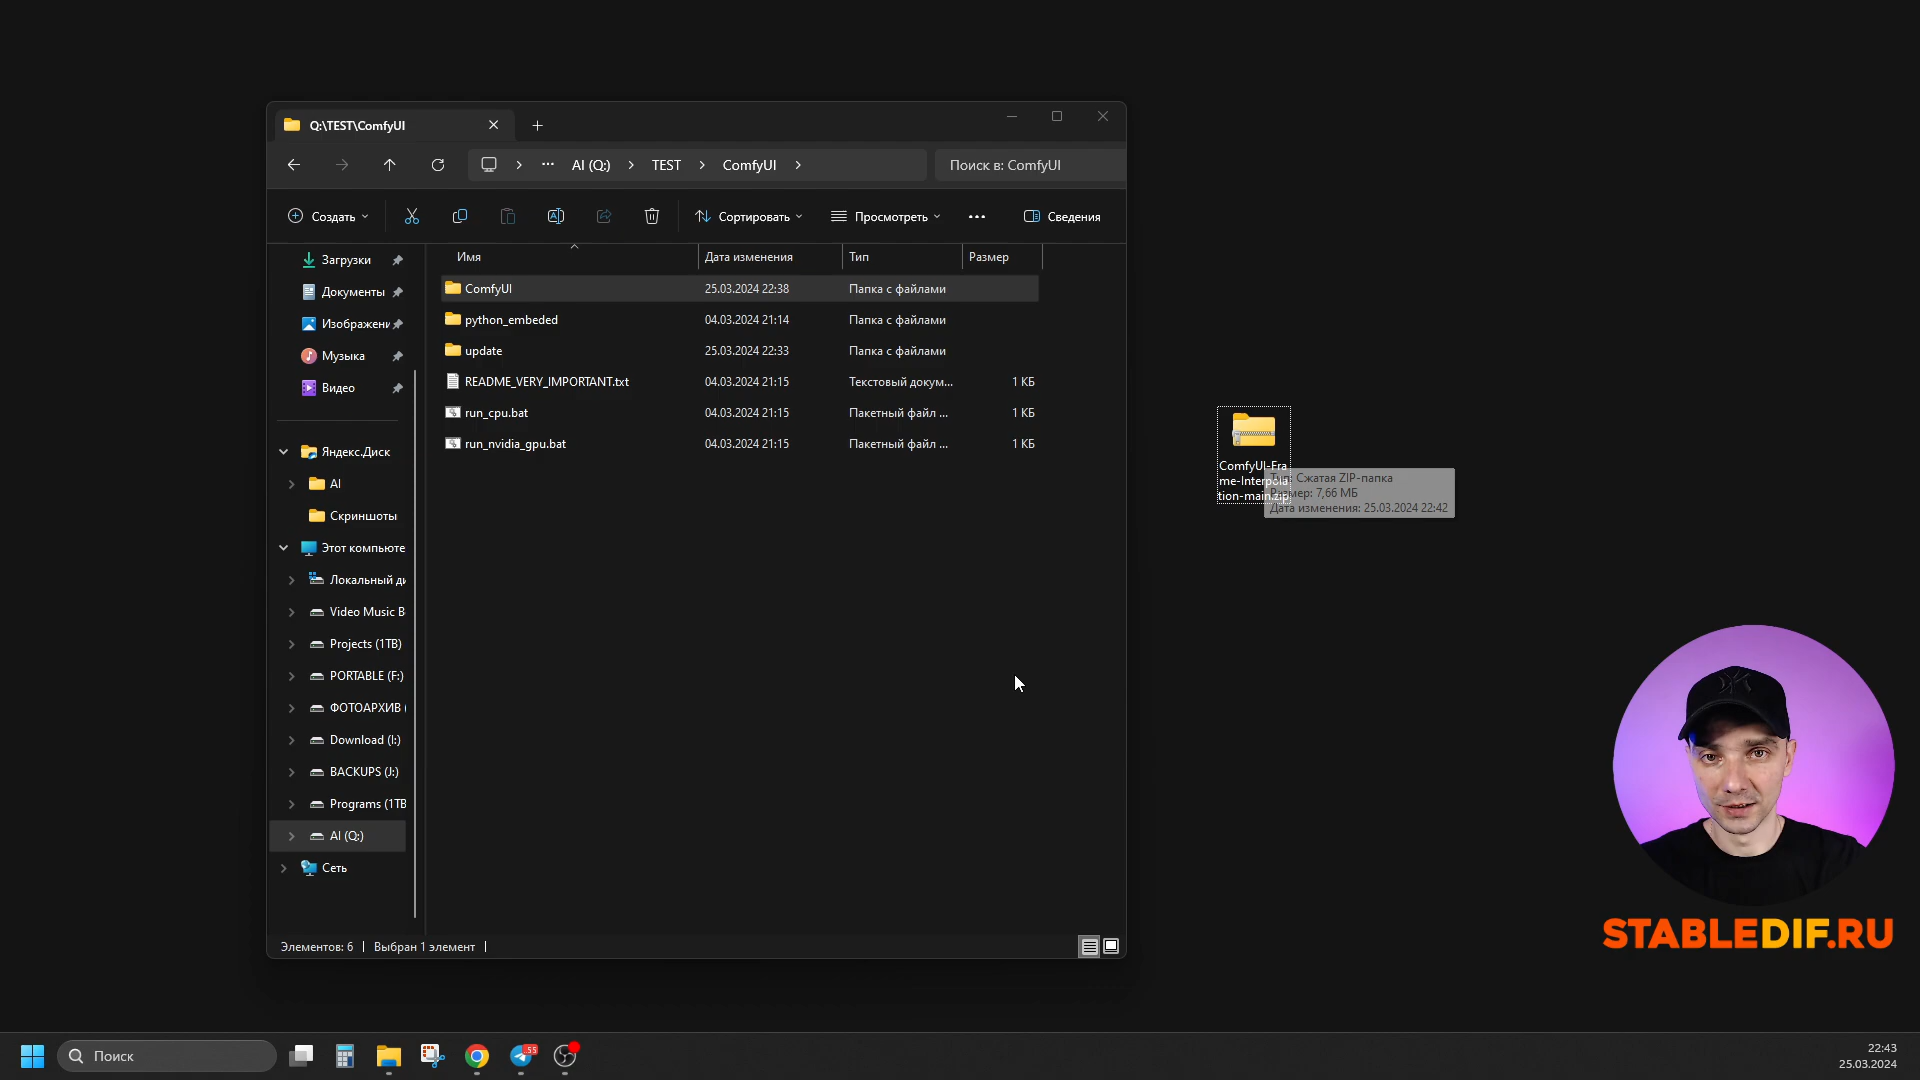 Q:\TEST\ComfyUI
AI (Q:) TEST ComfyUI
Поиск в: ComfyUI
Создать
Сортировать
Просмотреть
Сведения
Имя Дата изменения Тип Размер
ComfyUI 25.03.2024 22:38 Папка с файлами
python_embeded 04.03.2024 21:14 Папка с файлами
update 25.03.2024 22:33 Папка с файлами
README_VERY_IMPORTANT.txt 04.03.2024 21:15 Текстовый докум... 1 КБ
run_cpu.bat 04.03.2024 21:15 Пакетный файл ... 1 КБ
run_nvidia_gpu.bat 04.03.2024 21:15 Пакетный файл ... 1 КБ
Загрузки
Документы
Изображени
Музыка
Видео
Яндекс.Диск
AI
Скриншоты
Этот компьюте
Локальный ди
Video Music B
Projects (1TB)
PORTABLE (F:)
ФОТОАРХИВ (
Download (I:)
BACKUPS (J:)
Programs (1TB
AI (Q:)
Сеть
Элементов: 6
Выбран 1 элемент
ComfyUI-Fra
me-Interpola
tion-main.zip
Тип: Сжатая ZIP-папка
Размер: 7,66 МБ
Дата изменения: 25.03.2024 22:42
STABLEDIF.RU
Поиск
55
22:43
25.03.2024